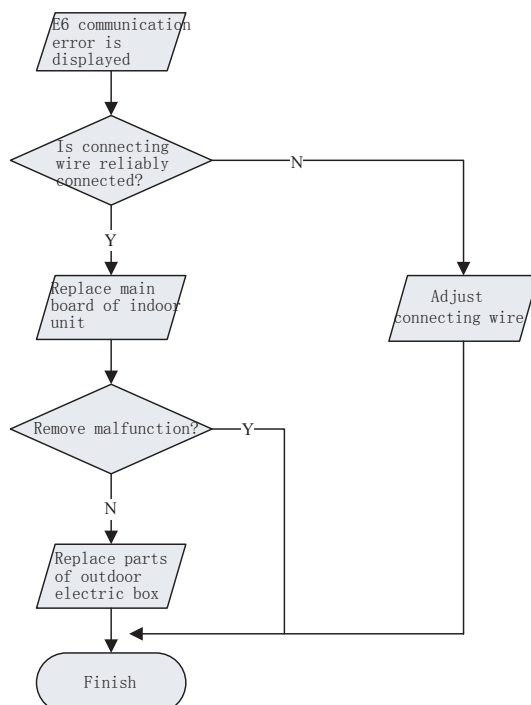 E6 communication
error is
displayed
Is connecting
wire reliably
connected?
N
Y
Replace main
board of indoor
unit
Adjust
connecting wire
Remove malfunction?
Y
N
Replace parts
of outdoor
electric box
Finish